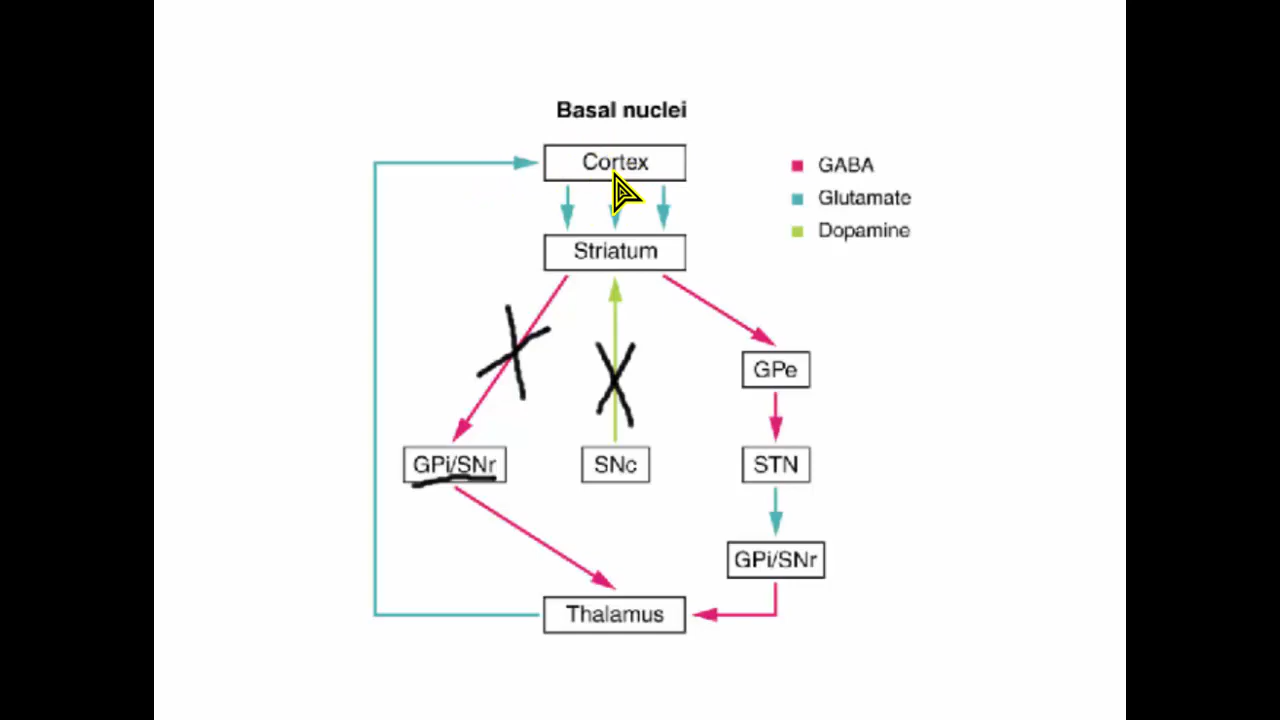 Basal nuclei
Cortex
GABA
Glutamate
Dopamine
Striatum
GPe
GPi/SNr
SNc
STN
GPi/SNr
Thalamus